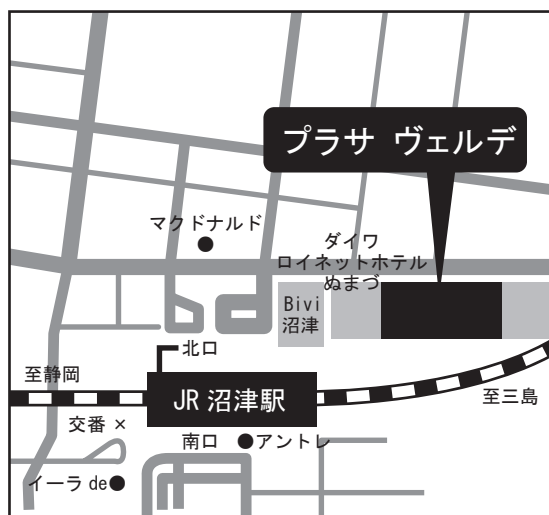 プラサ ヴェルデ
マクドナルド
ダイワ
ロイネットホテル
ぬまづ
Bivi
沼津
北口
至静岡
JR 沼津駅
至三島
交番 ×
南口
アントレ
イーラ de